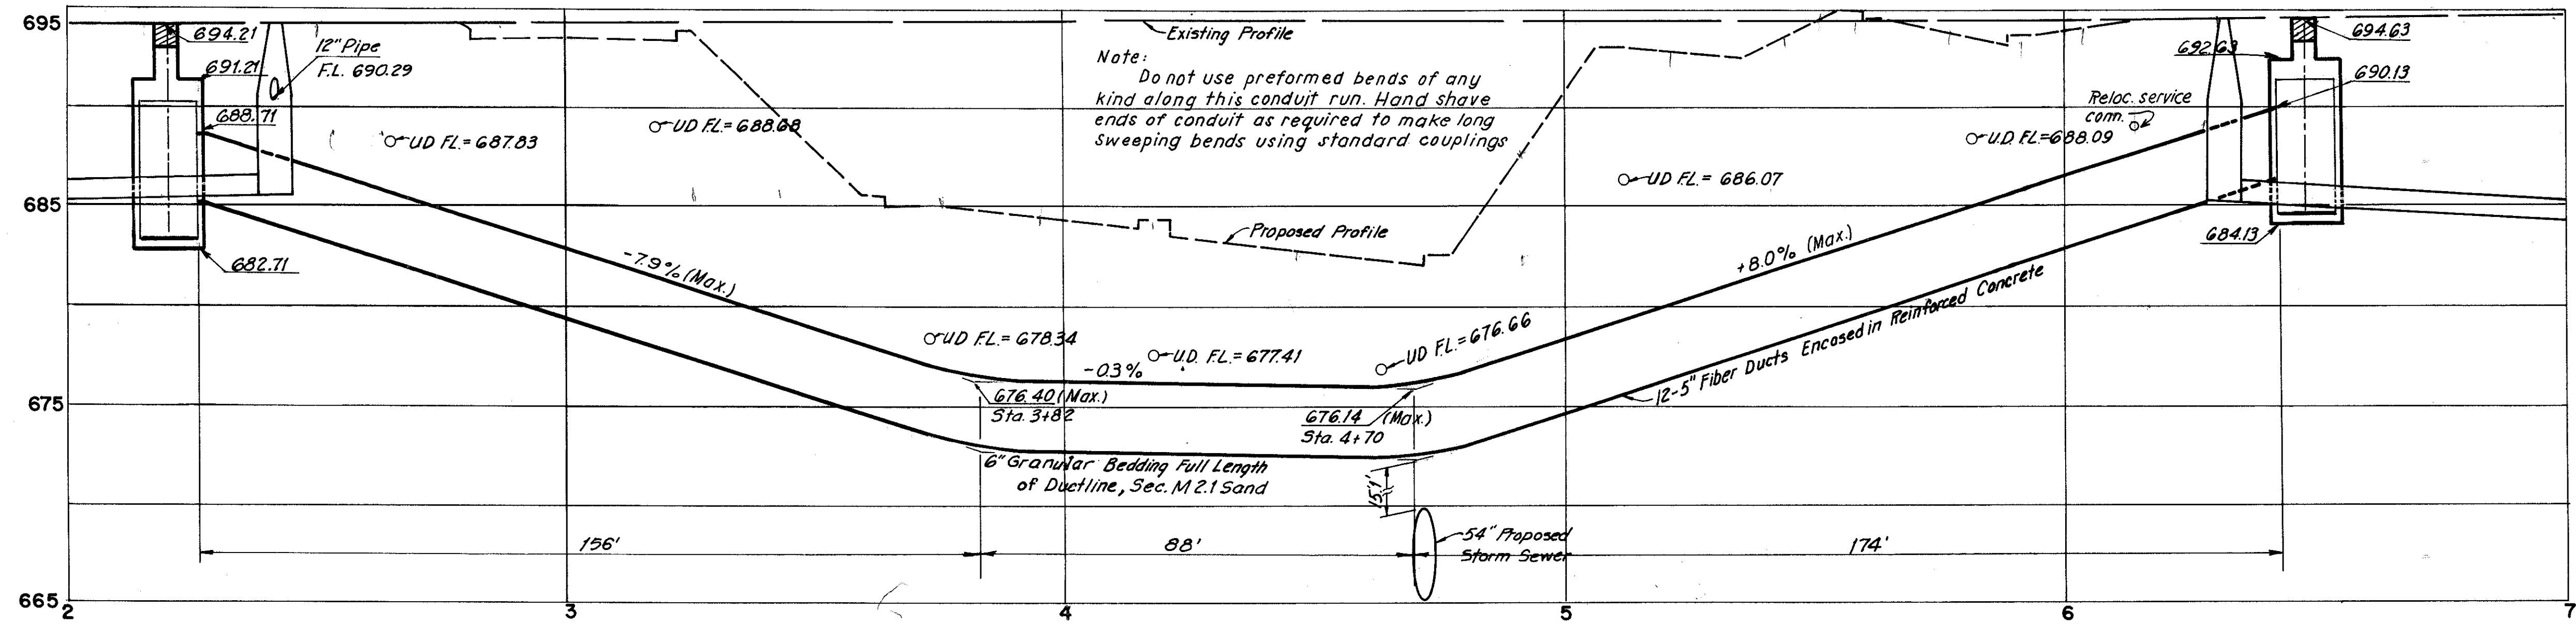 695
694.21
12" Pipe
F.L. 690.29
691.21
688.71
682.71
UD F.L.= 687.83
UD F.L.= 688.68
Existing Profile
Note:
Do not use preformed bends of any
kind along this conduit run. Hand shave
ends of conduit as required to make long
sweeping bends using standard couplings
694.63
692.63
690.13
Reloc. service
conn.
U.D. F.L.=688.09
UD F.L.= 686.07
685
684.13
Proposed Profile
-7.9% (Max.)
+8.0% (Max.)
12-5" Fiber Ducts Encased in Reinforced Concrete
UD F.L.= 678.34
U.D. F.L.= 677.41
UD F.L.= 676.66
-0.3%
675
676.40 (Max.)
Sta. 3+82
676.14 (Max.)
Sta. 4+70
6" Granular Bedding Full Length
of Ductline, Sec. M 2.1 Sand
156'
88'
174'
54" Proposed
Storm Sewer
665
2 3 4 5 6 7